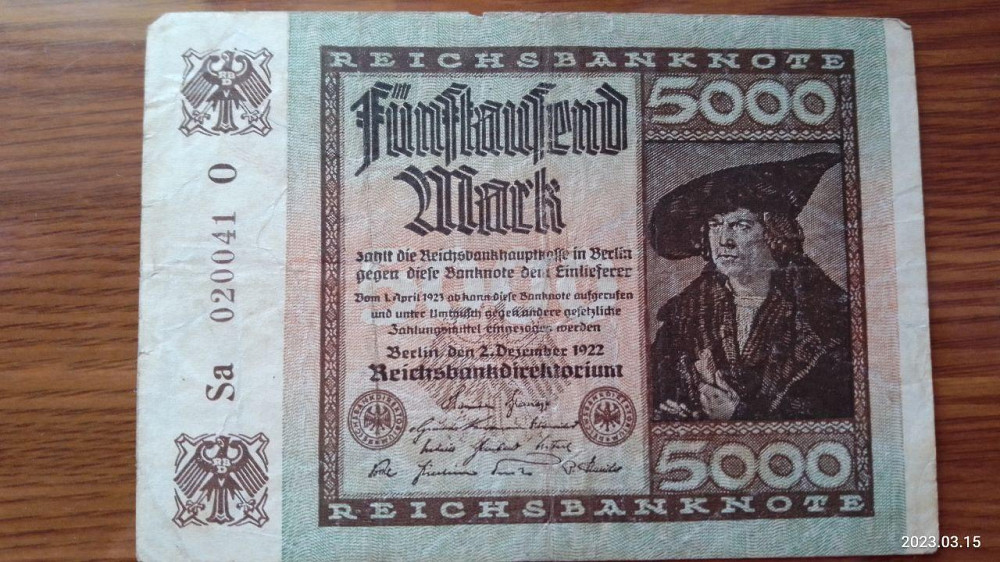 REICHSBANKNOTE
Fünftausend
Mark
5000
zahlt die Reichsbankhauptkasse in Berlin
gegen diese Banknote dem Einlieferer
Vom 1. April 1923 ab kann diese Banknote aufgerufen
und unter Umtausch gegen andere gesetzliche
Zahlungsmittel eingezogen werden
Berlin, den 2. Dezember 1922
Reichsbankdirektorium
5000
REICHSBANKNOTE
Sa 020041 O
2023.03.15